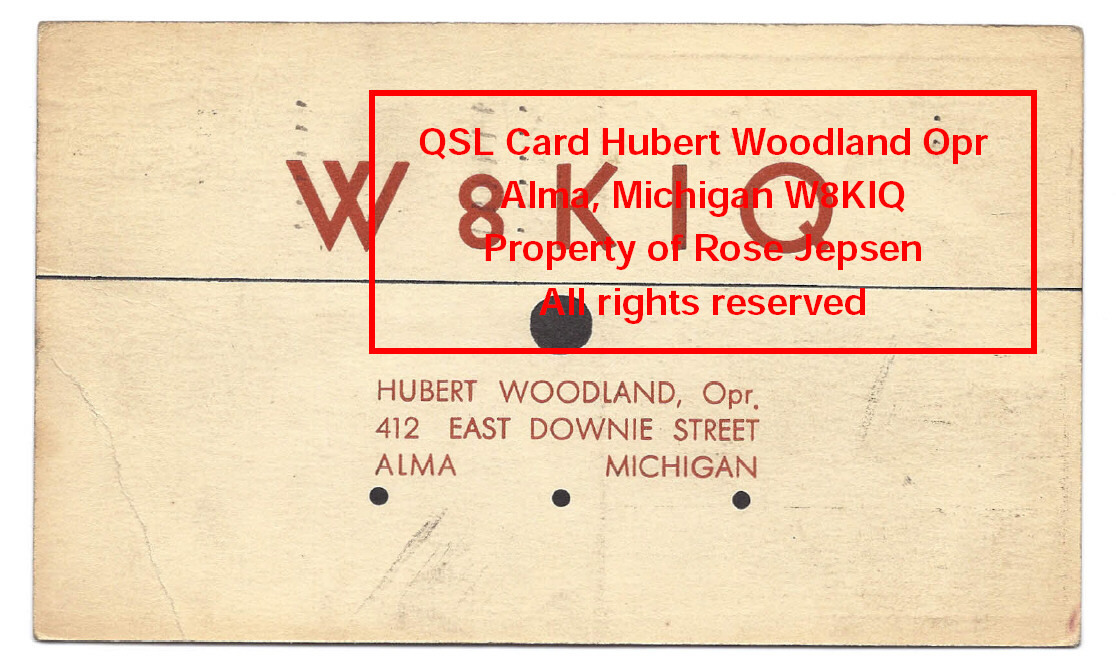 QSL Card Hubert Woodland Opr
W 8 K I Q
Alma, Michigan W8KIQ
Property of Rose Jepsen
All rights reserved
HUBERT WOODLAND, Opr.
412 EAST DOWNIE STREET
ALMA MICHIGAN